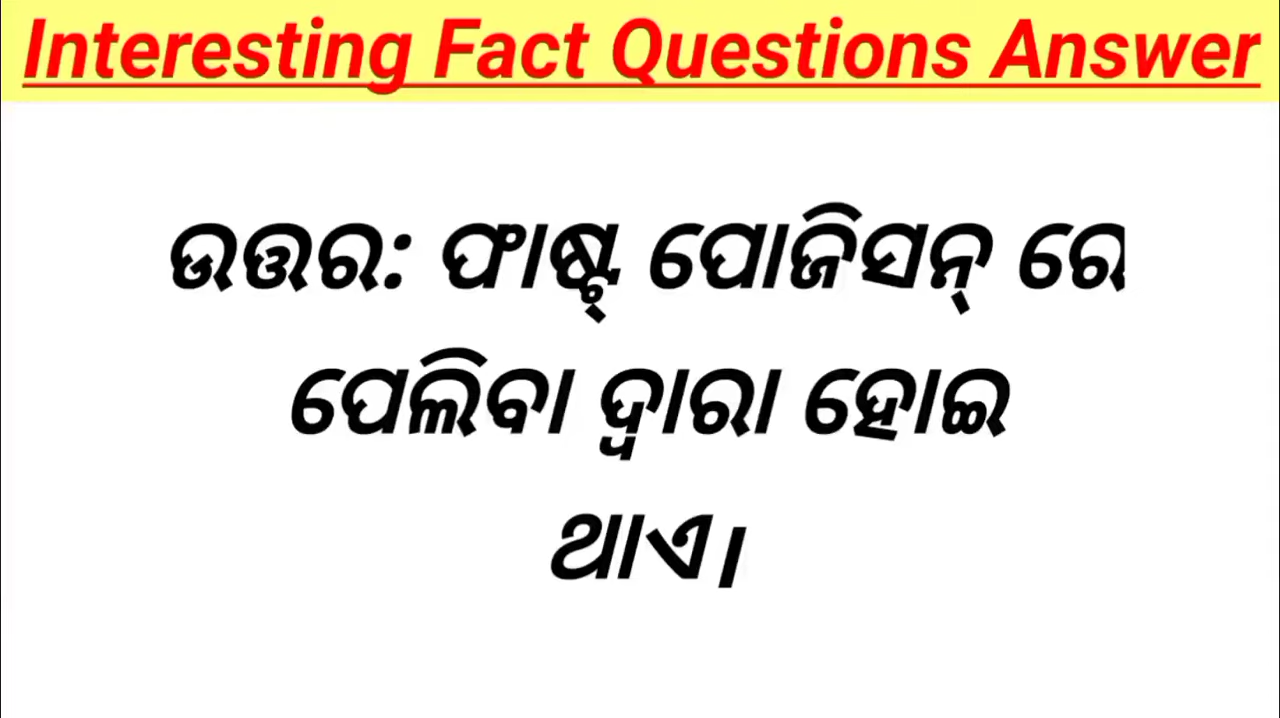 Interesting Fact Questions Answer
ଉତ୍ତର: ଫାଷ୍ଟ୍ ପୋଜିସନ୍ ରେ
ପେଲିବା ଦ୍ୱାରା ହୋଇ
ଥାଏ।